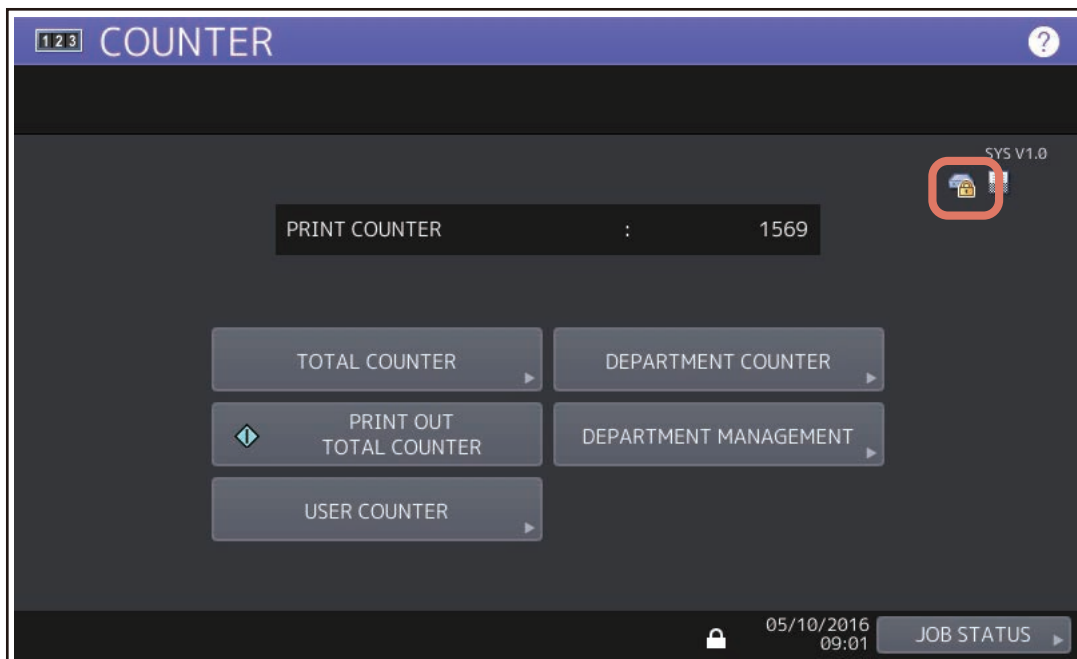 123 COUNTER ?
SYS V1.0
PRINT COUNTER : 1569
TOTAL COUNTER
DEPARTMENT COUNTER
PRINT OUT
TOTAL COUNTER
DEPARTMENT MANAGEMENT
USER COUNTER
05/10/2016
09:01
JOB STATUS